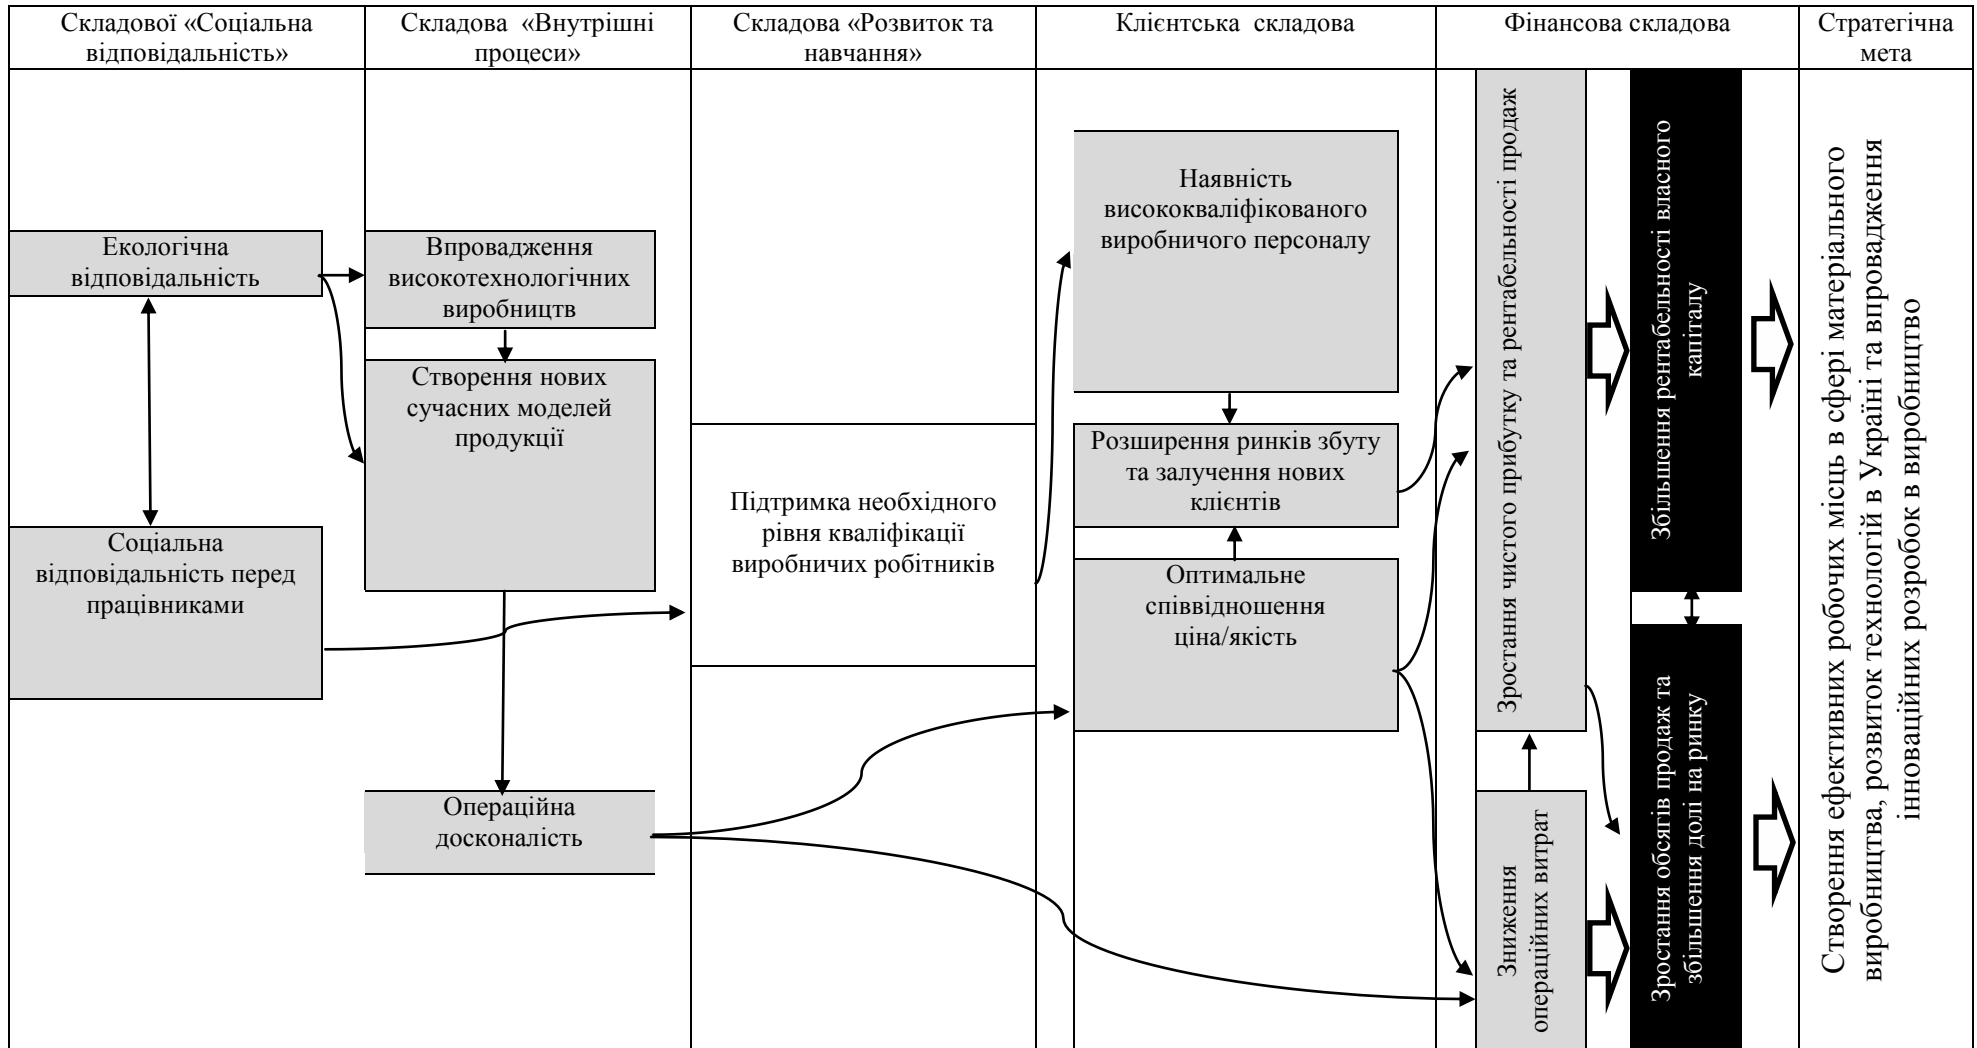 Складової «Соціальна
відповідальність»
Складова «Внутрішні
процеси»
Складова «Розвиток та
навчання»
Клієнтська складова
Фінансова складова
Стратегічна
мета
Екологічна
відповідальність
Соціальна
відповідальність перед
працівниками
Впровадження
високотехнологічних
виробництв
Створення нових
сучасних моделей
продукції
Операційна
досконалість
Підтримка необхідного
рівня кваліфікації
виробничих робітників
Наявність
висококваліфікованого
виробничого персоналу
Розширення ринків збуту
та залучення нових
клієнтів
Оптимальне
співвідношення
ціна/якість
Зростання чистого прибутку та рентабельності продаж
Зниження
операційних витрат
Збільшення рентабельності власного
капіталу
Зростання обсягів продаж та
збільшення долі на ринку
Створення ефективних робочих місць в сфері матеріального
виробництва, розвиток технологій в Україні та впровадження
інноваційних розробок в виробництво